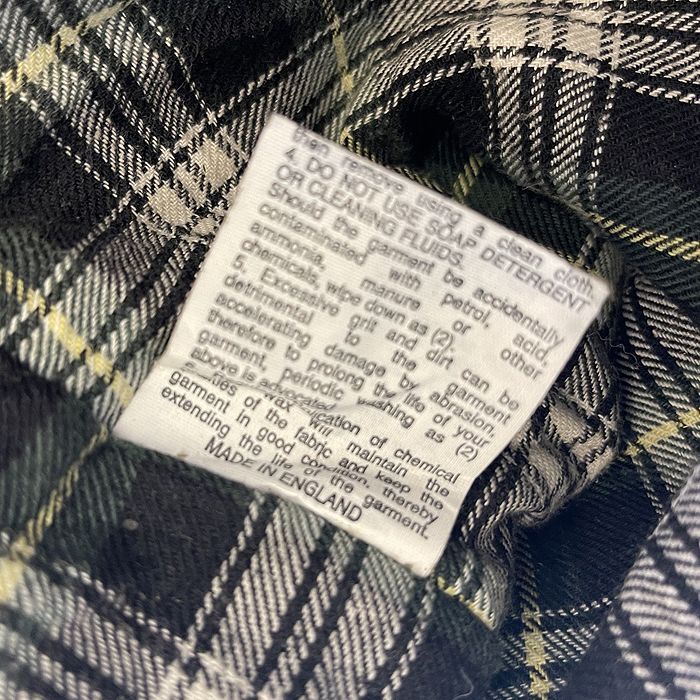 then, remove using a clean cloth.
4. DO NOT USE SOAP DETERGENT
OR CLEANING FLUIDS.
Should the garment be accidentally
contaminated with petrol, acid,
ammonia, manure or other
chemicals, wipe down as (2).
5. Excessive grit and dirt can be
detrimental to the garment
accelerating damage by abrasion,
therefore to prolong the life of your
garment, periodic washing as (2)
above is advocated.
wax will maintain the
of the fabric and keep the
garment in good condition, thereby
extending the life of the garment.
MADE IN ENGLAND